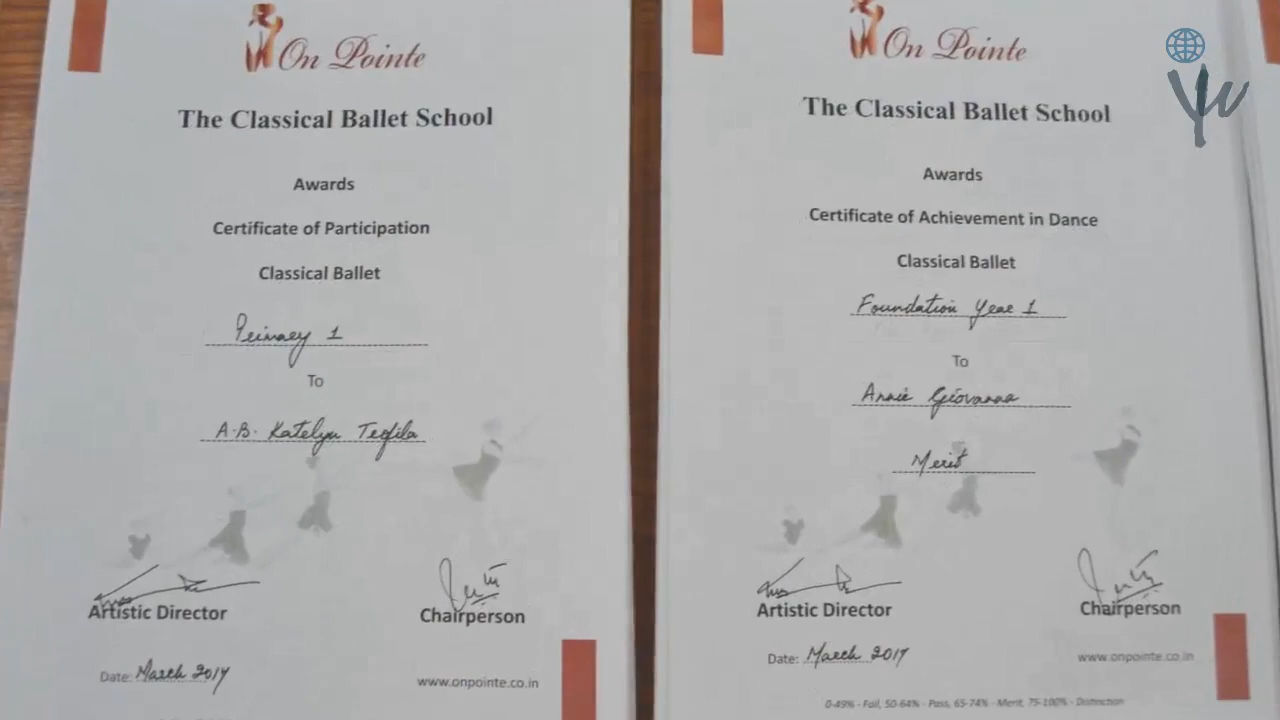 On Pointe
The Classical Ballet School
Awards
Certificate of Participation
Classical Ballet
Primary 1
To
A.B. Katelyn Teofila
Artistic Director
Chairperson
Date: March 2017
www.onpointe.co.in
On Pointe
The Classical Ballet School
Awards
Certificate of Achievement in Dance
Classical Ballet
Foundation Year 1
To
Annie Giovanna
Merit
Artistic Director
Chairperson
Date: March 2017
www.onpointe.co.in
0-49% - Fail, 50-64% - Pass, 65-74% - Merit, 75-100% - Distinction